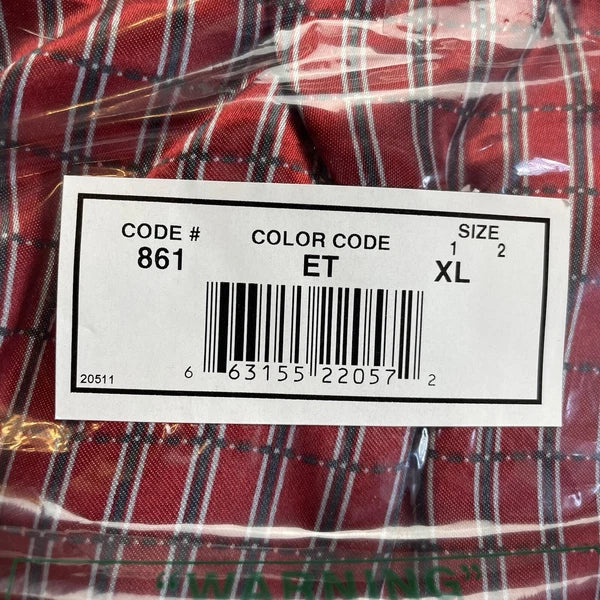 CODE # COLOR CODE SIZE
1 2
861 ET XL
6 63155 22057 2
20511
"WARNING"